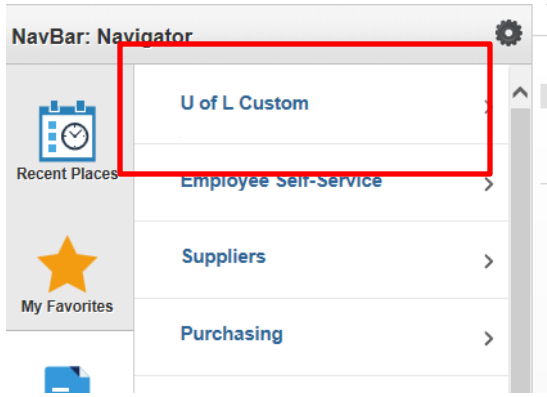 NavBar: Navigator
U of L Custom
Recent Places
Employee Self-Service
Suppliers
My Favorites
Purchasing